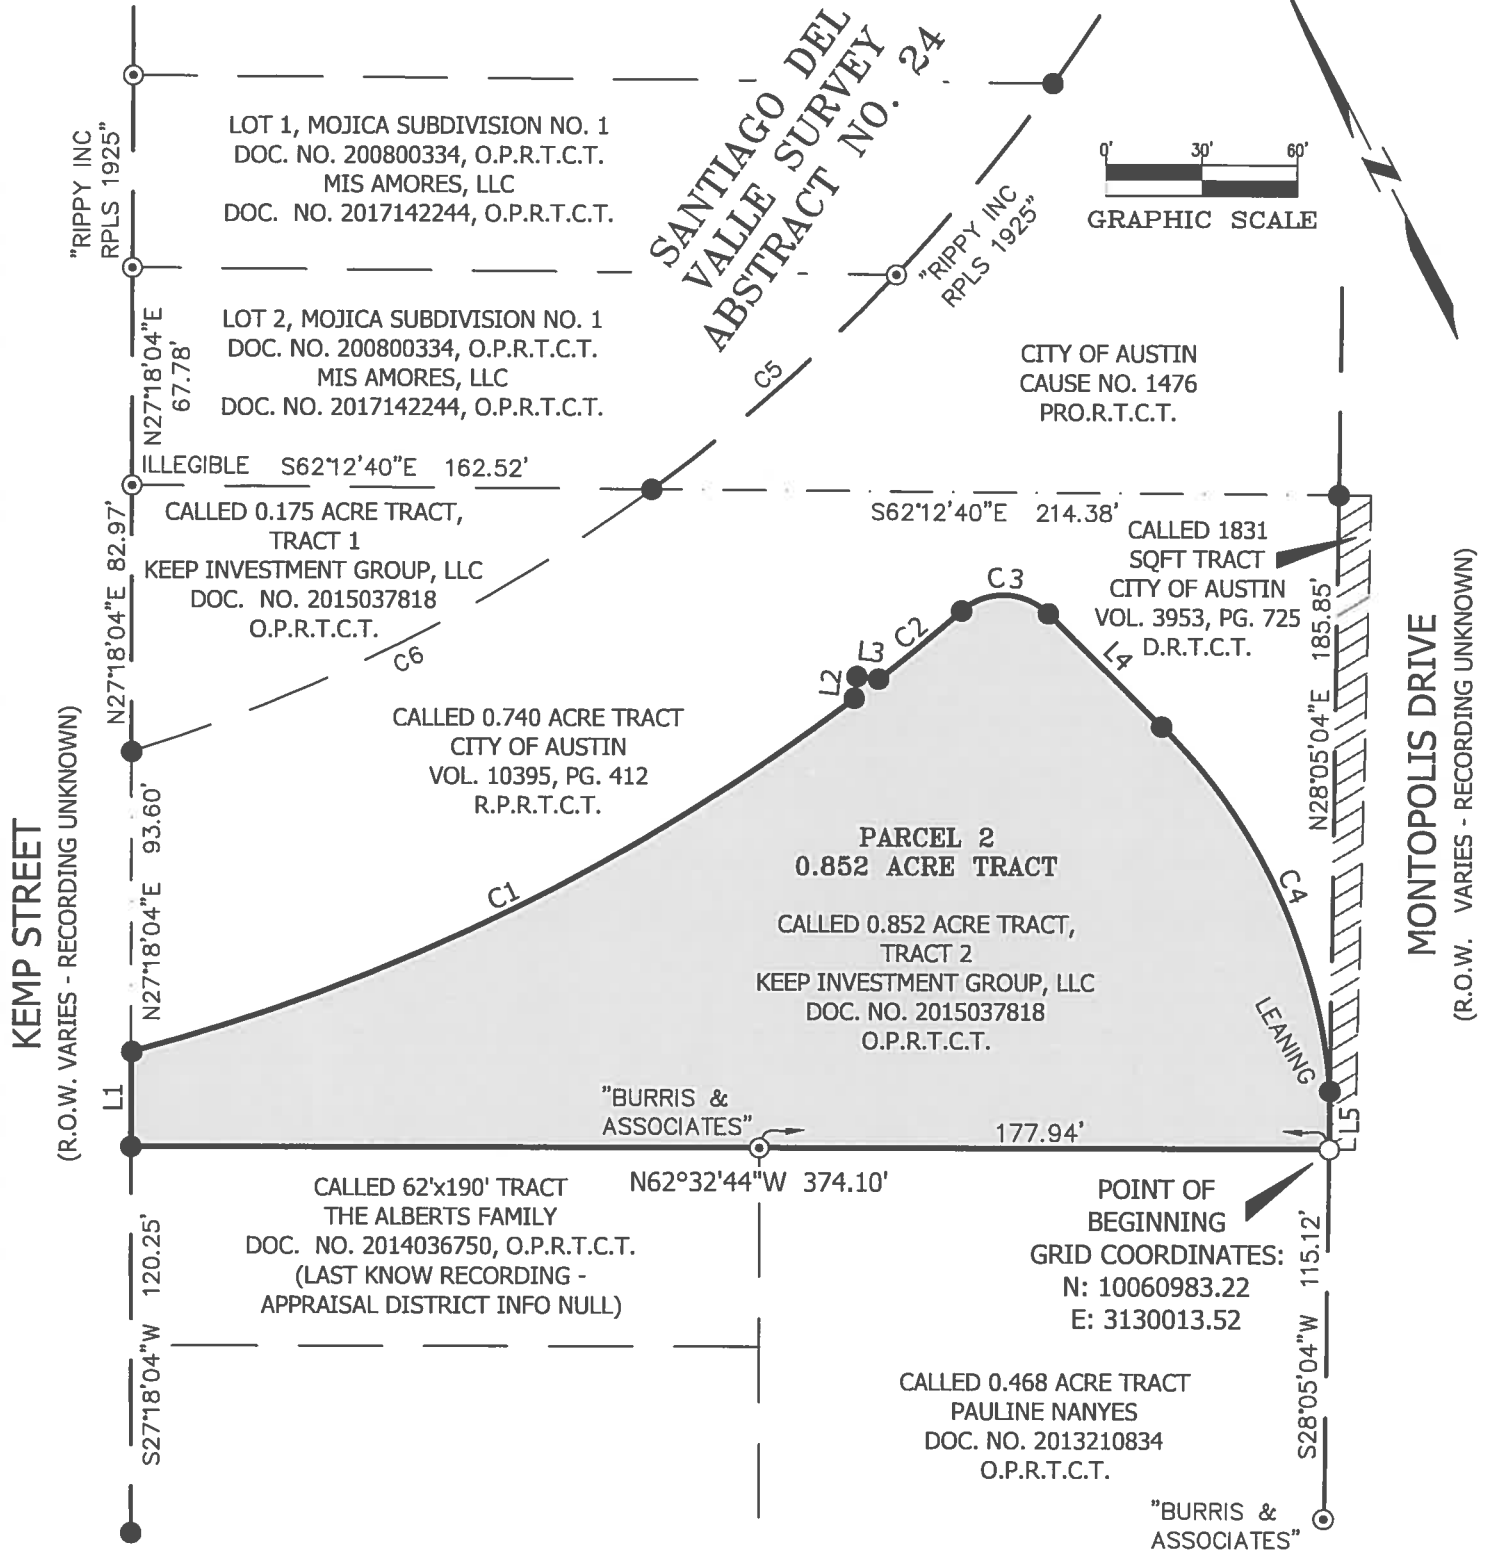 SANTIAGO DEL
VALLE SURVEY
ABSTRACT NO. 24
"RIPPY INC
RPLS 1925"
LOT 1, MOJICA SUBDIVISION NO. 1
DOC. NO. 200800334, O.P.R.T.C.T.
MIS AMORES, LLC
DOC. NO. 2017142244, O.P.R.T.C.T.
0' 30' 60'
GRAPHIC SCALE
N
"RIPPY INC
RPLS 1925"
N27°18'04"E
67.78'
LOT 2, MOJICA SUBDIVISION NO. 1
DOC. NO. 200800334, O.P.R.T.C.T.
MIS AMORES, LLC
DOC. NO. 2017142244, O.P.R.T.C.T.
C5
CITY OF AUSTIN
CAUSE NO. 1476
PRO.R.T.C.T.
ILLEGIBLE S62°12'40"E 162.52'
S62°12'40"E 214.38'
N27°18'04"E 82.97'
CALLED 0.175 ACRE TRACT,
TRACT 1
KEEP INVESTMENT GROUP, LLC
DOC. NO. 2015037818
O.P.R.T.C.T.
C6
CALLED 1831
SQFT TRACT
CITY OF AUSTIN
VOL. 3953, PG. 725
D.R.T.C.T.
C3
C2
L3
L2
L4
N28°05'04"E 185.85'
MONTOPOLIS DRIVE
(R.O.W. VARIES - RECORDING UNKNOWN)
CALLED 0.740 ACRE TRACT
CITY OF AUSTIN
VOL. 10395, PG. 412
R.P.R.T.C.T.
KEMP STREET
(R.O.W. VARIES - RECORDING UNKNOWN)
N27°18'04"E 93.60'
C1
PARCEL 2
0.852 ACRE TRACT
C4
CALLED 0.852 ACRE TRACT,
TRACT 2
KEEP INVESTMENT GROUP, LLC
DOC. NO. 2015037818
O.P.R.T.C.T.
LEANING
L1
"BURRIS &
ASSOCIATES"
177.94'
L5
N62°32'44"W 374.10'
CALLED 62'x190' TRACT
THE ALBERTS FAMILY
DOC. NO. 2014036750, O.P.R.T.C.T.
(LAST KNOW RECORDING -
APPRAISAL DISTRICT INFO NULL)
POINT OF
BEGINNING
GRID COORDINATES:
N: 10060983.22
E: 3130013.52
S27°18'04"W 120.25'
S28°05'04"W 115.12'
CALLED 0.468 ACRE TRACT
PAULINE NANYES
DOC. NO. 2013210834
O.P.R.T.C.T.
"BURRIS &
ASSOCIATES"